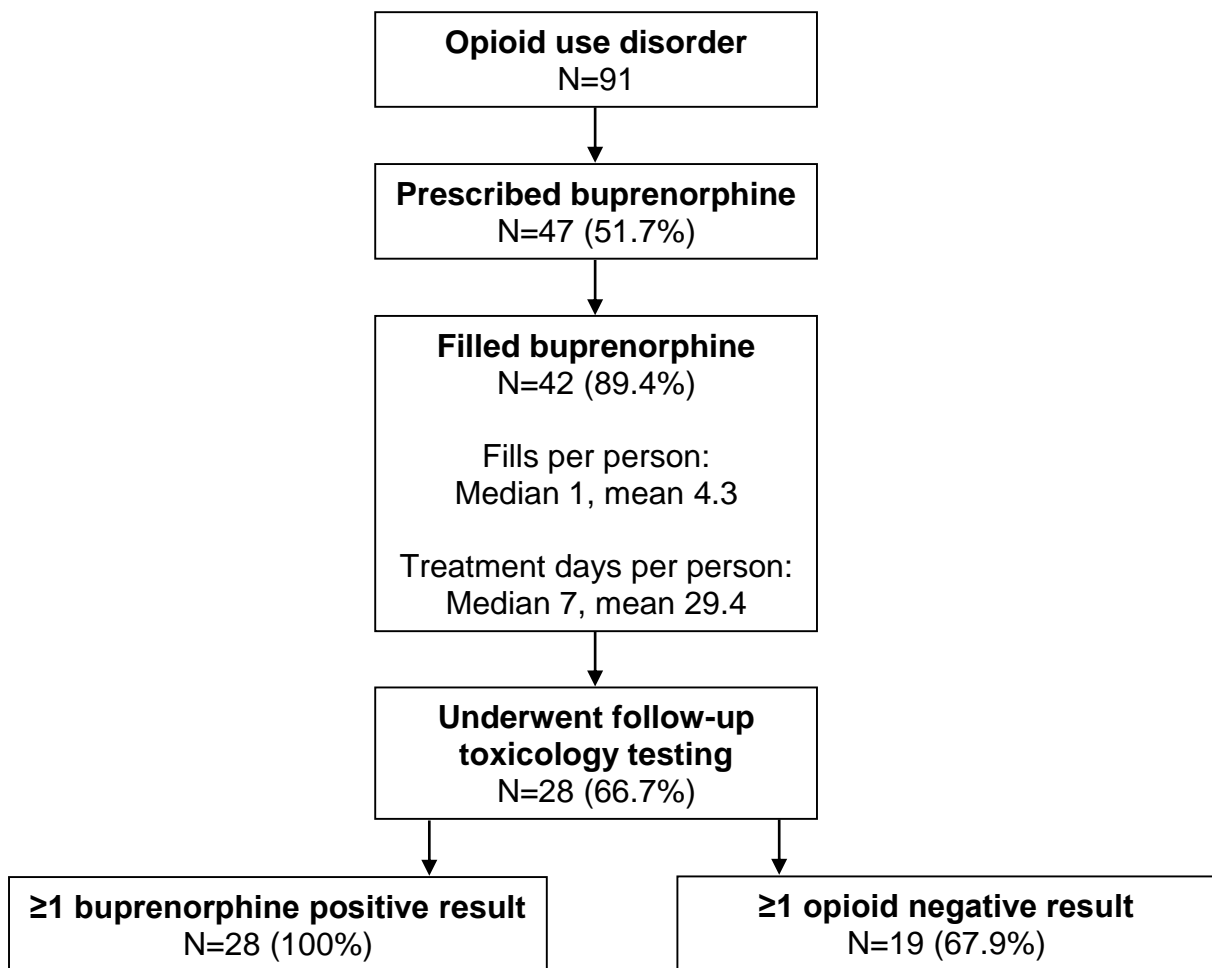 Opioid use disorder
N=91
Prescribed buprenorphine
N=47 (51.7%)
Filled buprenorphine
N=42 (89.4%)
Fills per person:
Median 1, mean 4.3
Treatment days per person:
Median 7, mean 29.4
Underwent follow-up
toxicology testing
N=28 (66.7%)
≥1 buprenorphine positive result
N=28 (100%)
≥1 opioid negative result
N=19 (67.9%)